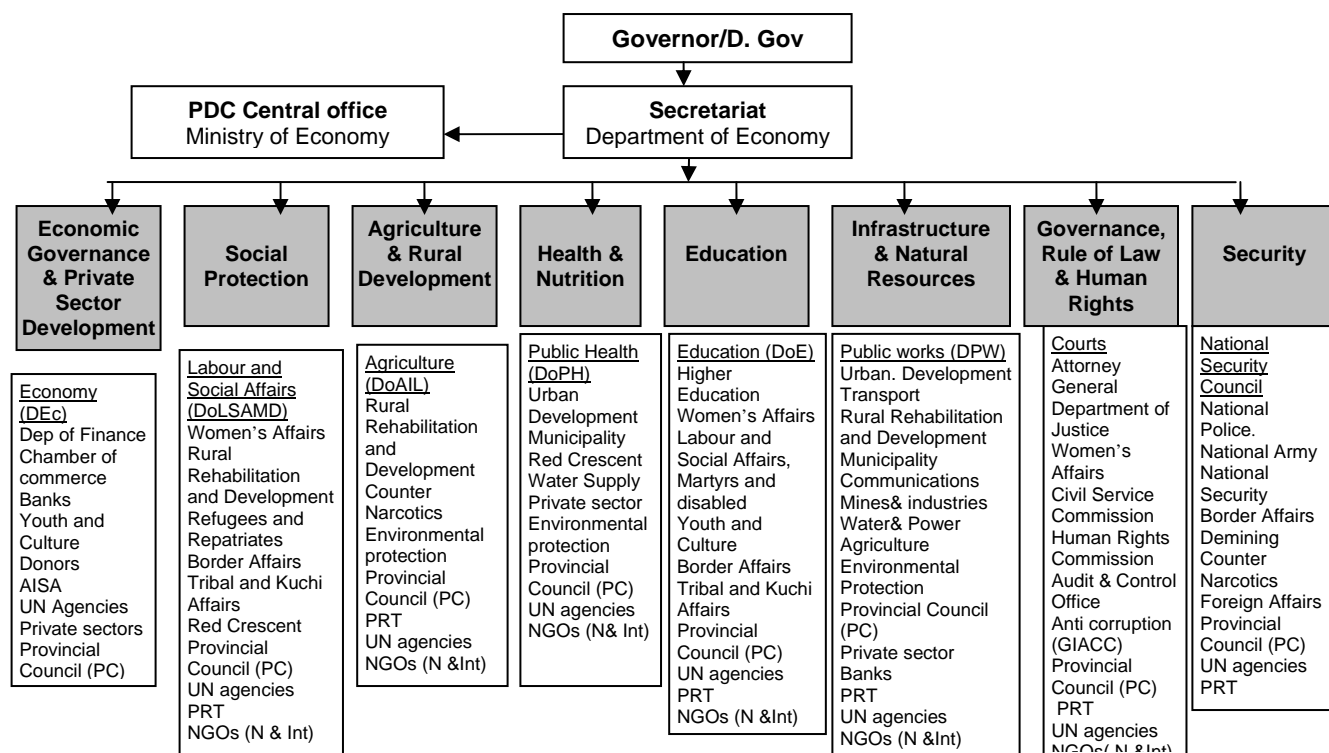 Governor/D. Gov
PDC Central office
Ministry of Economy
Secretariat
Department of Economy
Economic
Governance
& Private
Sector
Development
Social
Protection
Agriculture
& Rural
Development
Health &
Nutrition
Education
Infrastructure
& Natural
Resources
Governance,
Rule of Law
& Human
Rights
Security
Economy
(DEc)
Dep of Finance
Chamber of
commerce
Banks
Youth and
Culture
Donors
AISA
UN Agencies
Private sectors
Provincial
Council (PC)
Labour and
Social Affairs
(DoLSAMD)
Women's Affairs
Rural
Rehabilitation
and Development
Refugees and
Repatriates
Border Affairs
Tribal and Kuchi
Affairs
Red Crescent
Provincial
Council (PC)
UN agencies
PRT
NGOs (N & Int)
Agriculture
(DoAIL)
Rural
Rehabilitation
and
Development
Counter
Narcotics
Environmental
protection
Provincial
Council (PC)
PRT
UN agencies
NGOs (N &Int)
Public Health
(DoPH)
Urban
Development
Municipality
Red Crescent
Water Supply
Private sector
Environmental
protection
Provincial
Council (PC)
UN agencies
NGOs (N& Int)
Education (DoE)
Higher
Education
Women's Affairs
Labour and
Social Affairs,
Martyrs and
disabled
Youth and
Culture
Border Affairs
Tribal and Kuchi
Affairs
Provincial
Council (PC)
UN agencies
PRT
NGOs (N &Int)
Public works (DPW)
Urban. Development
Transport
Rural Rehabilitation
and Development
Municipality
Communications
Mines& industries
Water& Power
Agriculture
Environmental
Protection
Provincial Council
(PC)
Private sector
Banks
PRT
UN agencies
NGOs (N &Int)
Courts
Attorney
General
Department of
Justice
Women's
Affairs
Civil Service
Commission
Human Rights
Commission
Audit & Control
Office
Anti corruption
(GIACC)
Provincial
Council (PC)
PRT
UN agencies
NGOs( N &Int)
National
Security
Council
National
Police.
National Army
National
Security
Border Affairs
Demining
Counter
Narcotics
Foreign Affairs
Provincial
Council (PC)
UN agencies
PRT